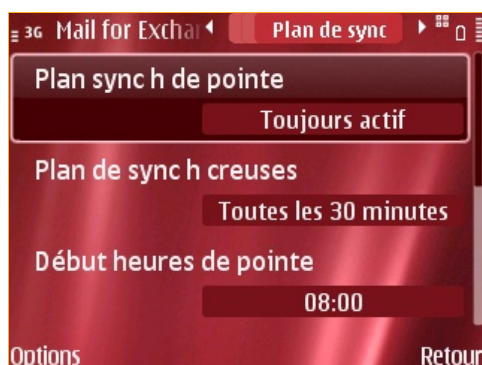 3G Mail for Exchan Plan de sync
Plan sync h de pointe
Toujours actif
Plan de sync h creuses
Toutes les 30 minutes
Début heures de pointe
08:00
Options Retour